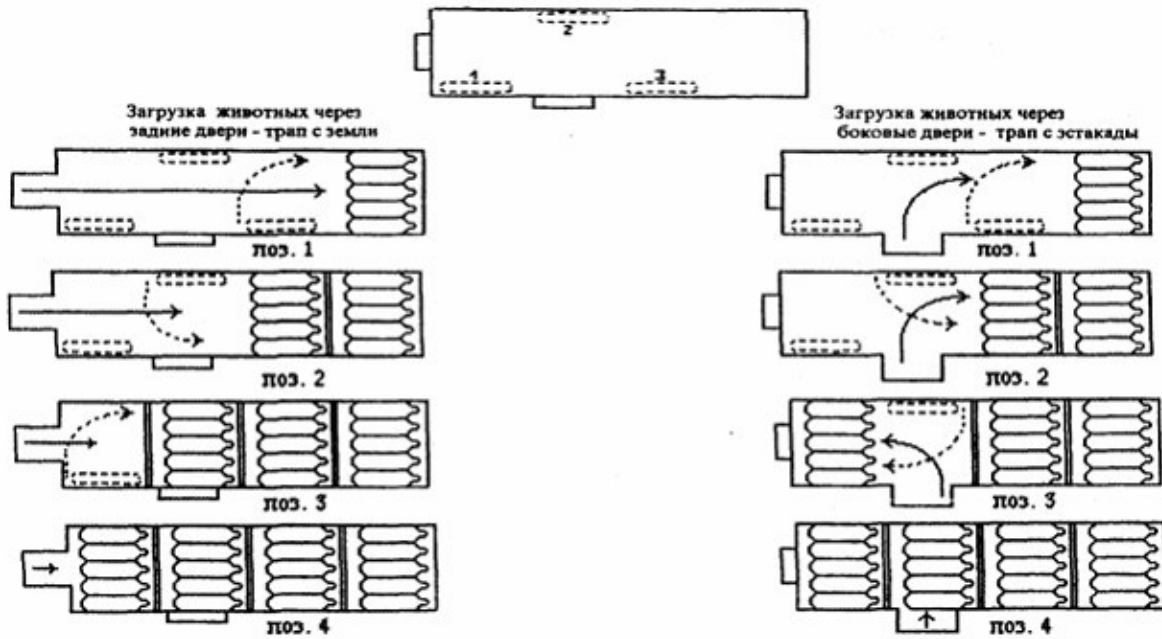 2
1 3
Загрузка животных через
задние двери - трап с земли
Загрузка животных через
боковые двери - трап с эстакады
поз. 1
поз. 1
поз. 2
поз. 2
поз. 3
поз. 3
поз. 4
поз. 4